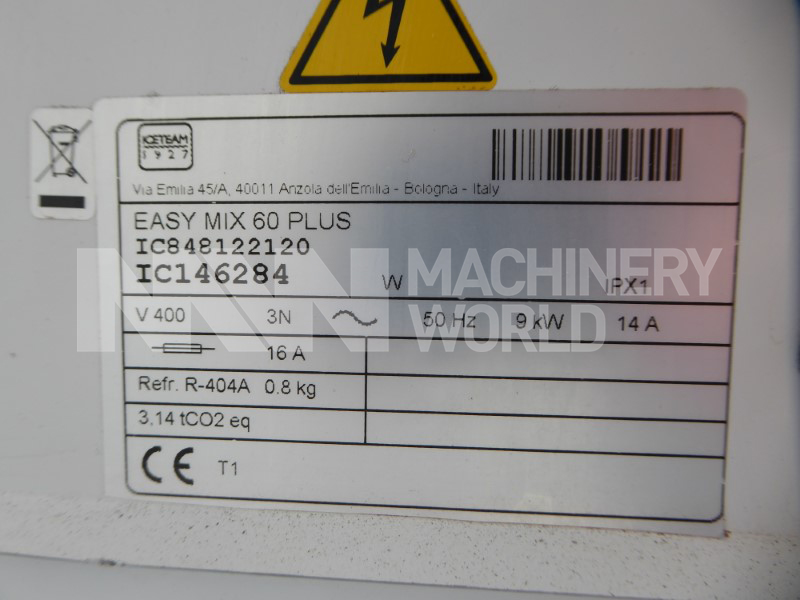 ICETEAM
1927
Via Emilia 45/A, 40011 Anzola dell'Emilia - Bologna - Italy
EASY MIX 60 PLUS
IC848122120
IC146284 W IPX1
MW MACHINERY WORLD
V 400 3N 50 Hz 9 kW 14 A
16 A
Refr. R-404A 0.8 kg
3.14 tCO2 eq
CE T1